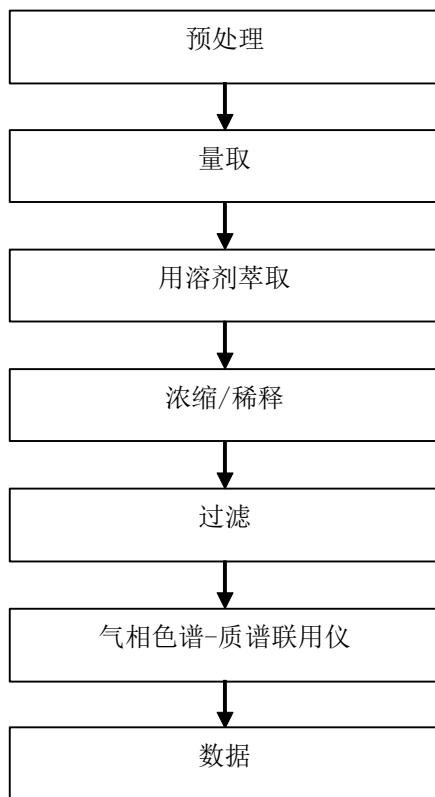 预处理
量取
用溶剂萃取
浓缩/稀释
过滤
气相色谱-质谱联用仪
数据